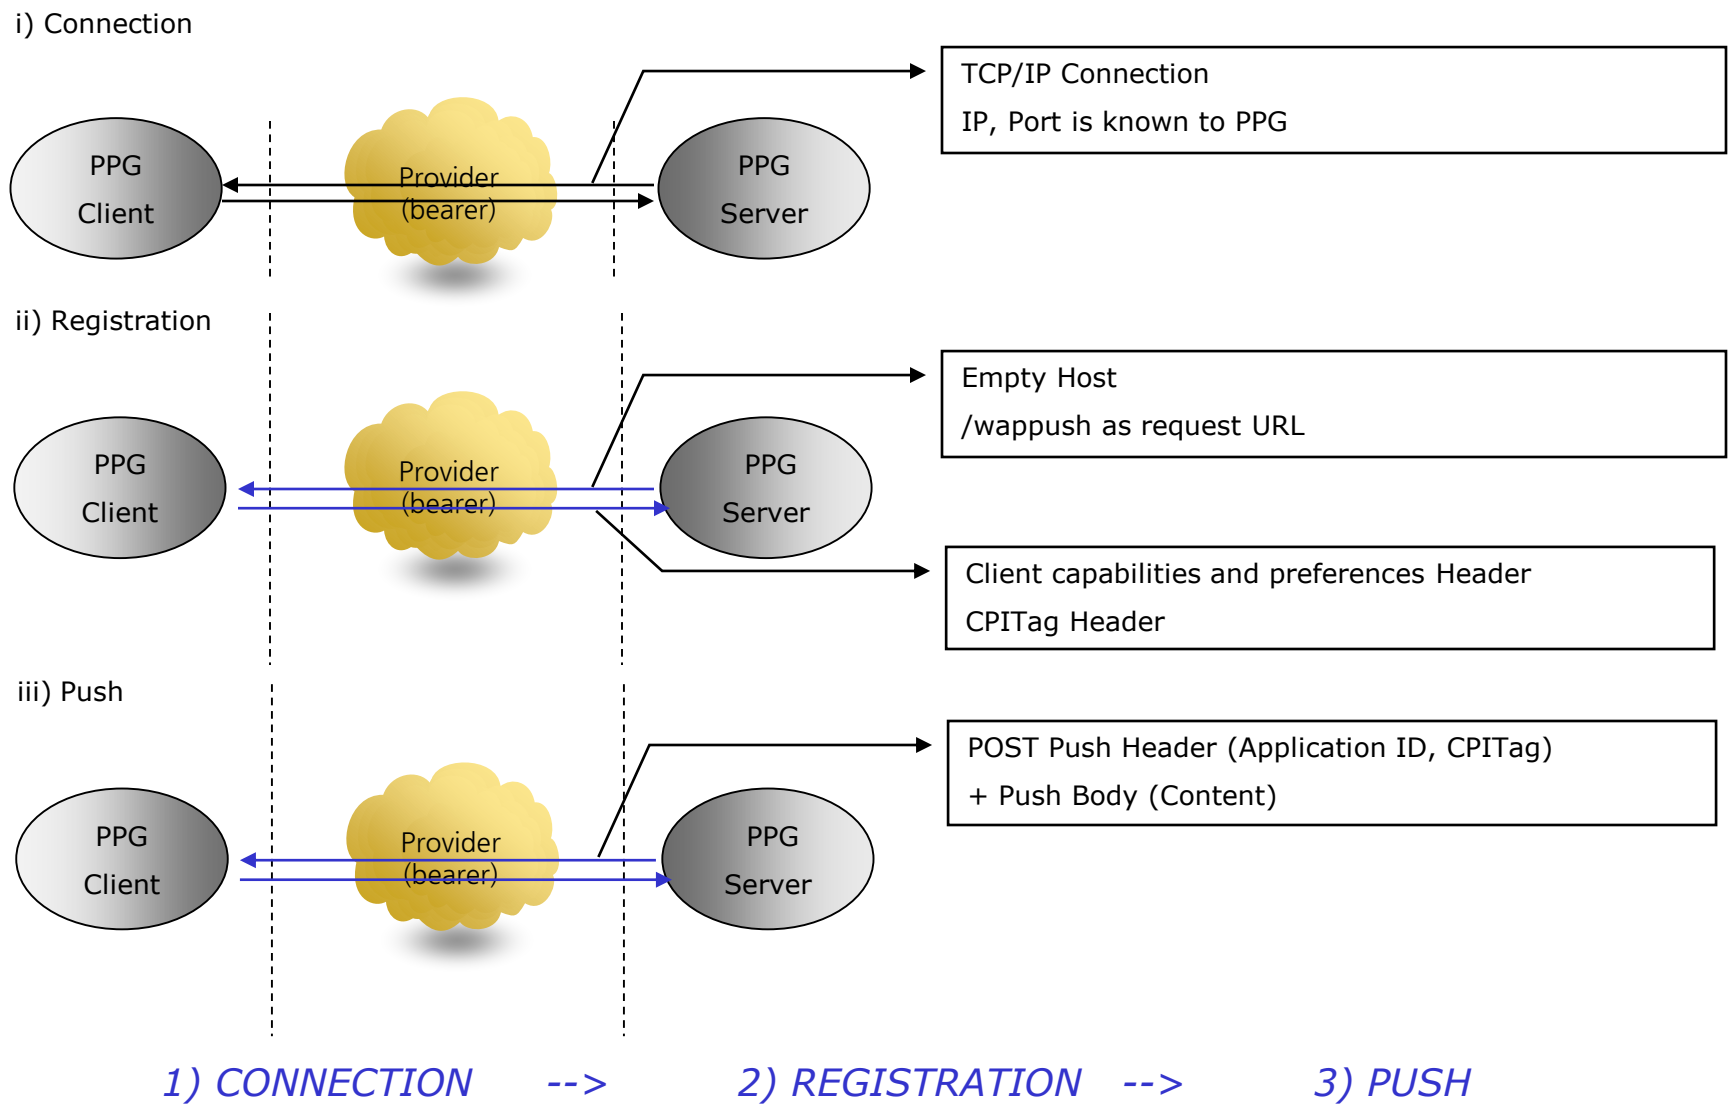 i) Connection
TCP/IP Connection
IP, Port is known to PPG
PPG
Client
Provider
(bearer)
PPG
Server
ii) Registration
Empty Host
/wappush as request URL
PPG
Client
Provider
(bearer)
PPG
Server
Client capabilities and preferences Header
CPITag Header
iii) Push
POST Push Header (Application ID, CPITag)
+ Push Body (Content)
PPG
Client
Provider
(bearer)
PPG
Server
1) CONNECTION --> 2) REGISTRATION --> 3) PUSH